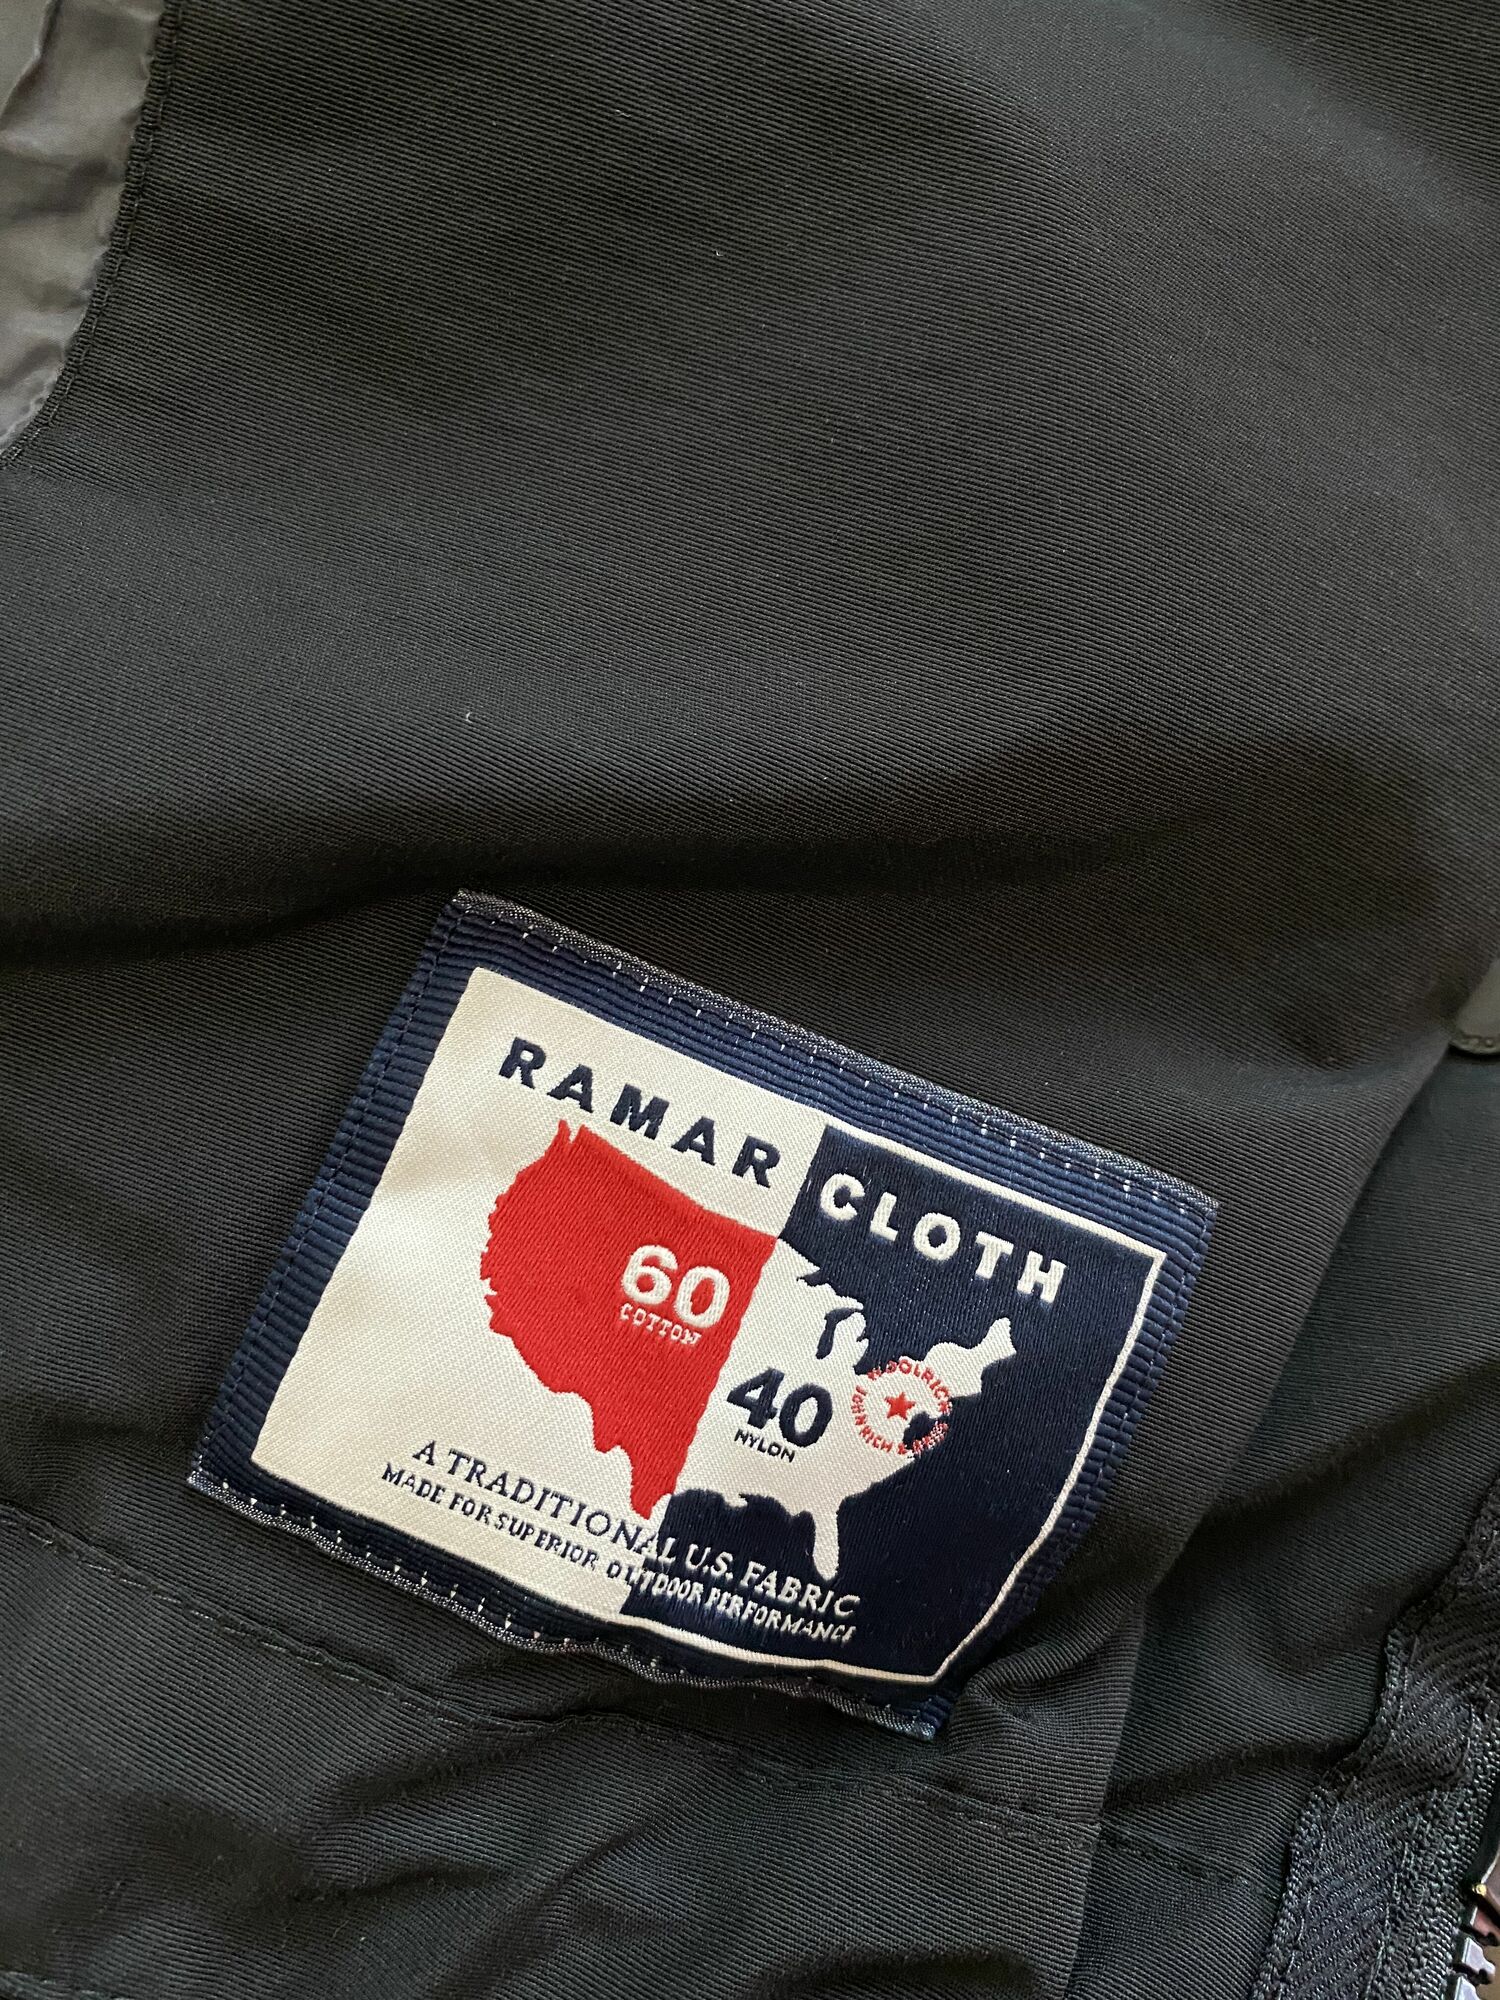 RAMAR CLOTH
60
COTTON
40
NYLON
WOOLRICH
JOHN RICH & BROS
A TRADITIONAL U.S. FABRIC
MADE FOR SUPERIOR OUTDOOR PERFORMANCE